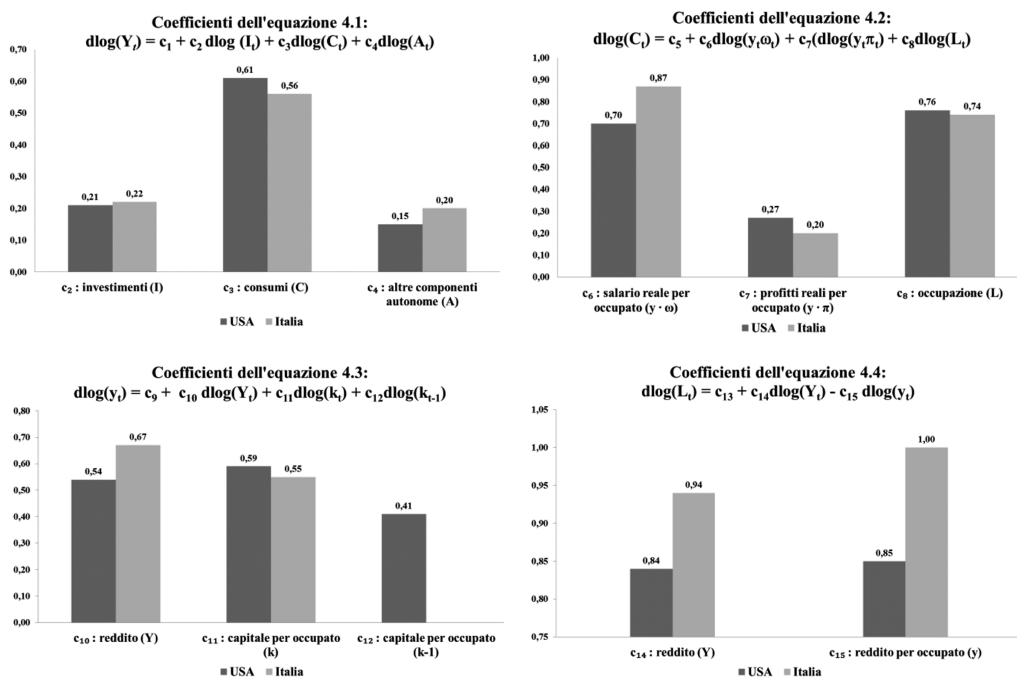 Coefficienti dell'equazione 4.1:
dlog(Yₜ) = c₁ + c₂ dlog (Iₜ) + c₃dlog(Cₜ) + c₄dlog(Aₜ)
0,70
0,60
0,50
0,40
0,30
0,20
0,10
0,00
0,21
0,22
0,61
0,56
0,15
0,20
c₂ : investimenti (I)
c₃ : consumi (C)
c₄ : altre componenti
autonome (A)
USA
Italia
Coefficienti dell'equazione 4.2:
dlog(Cₜ) = c₅ + c₆dlog(yₜωₜ) + c₇(dlog(yₜπₜ) + c₈dlog(Lₜ)
1,00
0,90
0,80
0,70
0,60
0,50
0,40
0,30
0,20
0,10
0,00
0,70
0,87
0,27
0,20
0,76
0,74
c₆ : salario reale per
occupato (y · ω)
c₇ : profitti reali per
occupato (y · π)
c₈ : occupazione (L)
USA
Italia
Coefficienti dell'equazione 4.3:
dlog(yₜ) = c₉ + c₁₀ dlog(Yₜ) + c₁₁dlog(kₜ) + c₁₂dlog(kₜ₋₁)
0,80
0,70
0,60
0,50
0,40
0,30
0,20
0,10
0,00
0,54
0,67
0,59
0,55
0,41
c₁₀ : reddito (Y)
c₁₁ : capitale per occupato
(k)
c₁₂ : capitale per occupato
(k-1)
USA
Italia
Coefficienti dell'equazione 4.4:
dlog(Lₜ) = c₁₃ + c₁₄dlog(Yₜ) - c₁₅ dlog(yₜ)
1,05
1,00
0,95
0,90
0,85
0,80
0,75
0,84
0,94
0,85
1,00
c₁₄ : reddito (Y)
c₁₅ : reddito per occupato (y)
USA
Italia